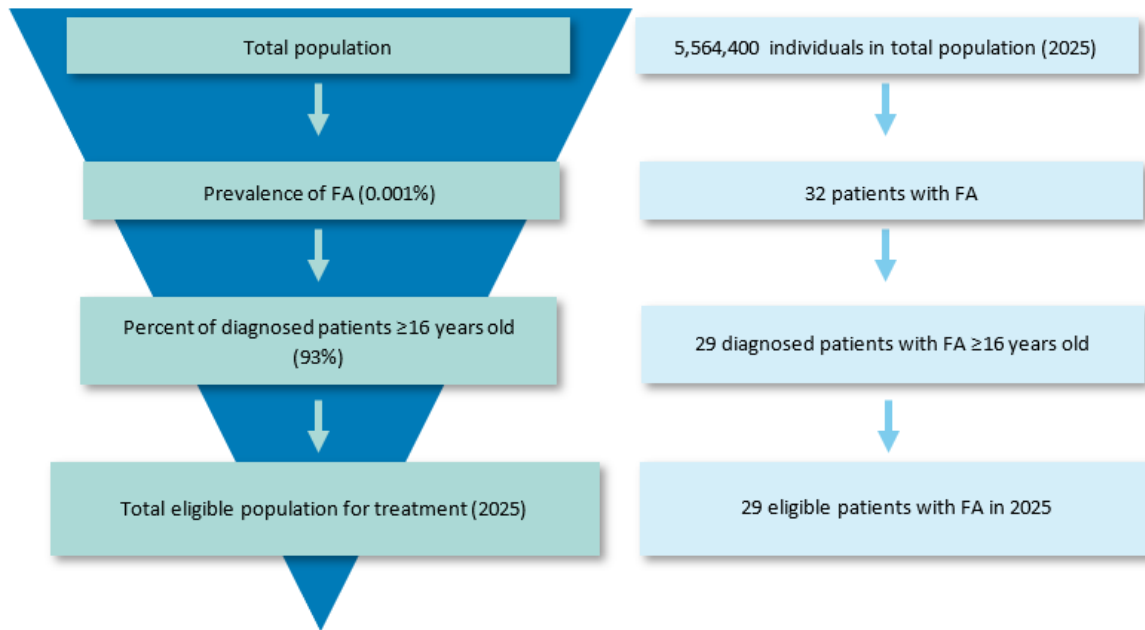 Total population
5,564,400 individuals in total population (2025)
Prevalence of FA (0.001%)
32 patients with FA
Percent of diagnosed patients ≥16 years old
(93%)
29 diagnosed patients with FA ≥16 years old
Total eligible population for treatment (2025)
29 eligible patients with FA in 2025